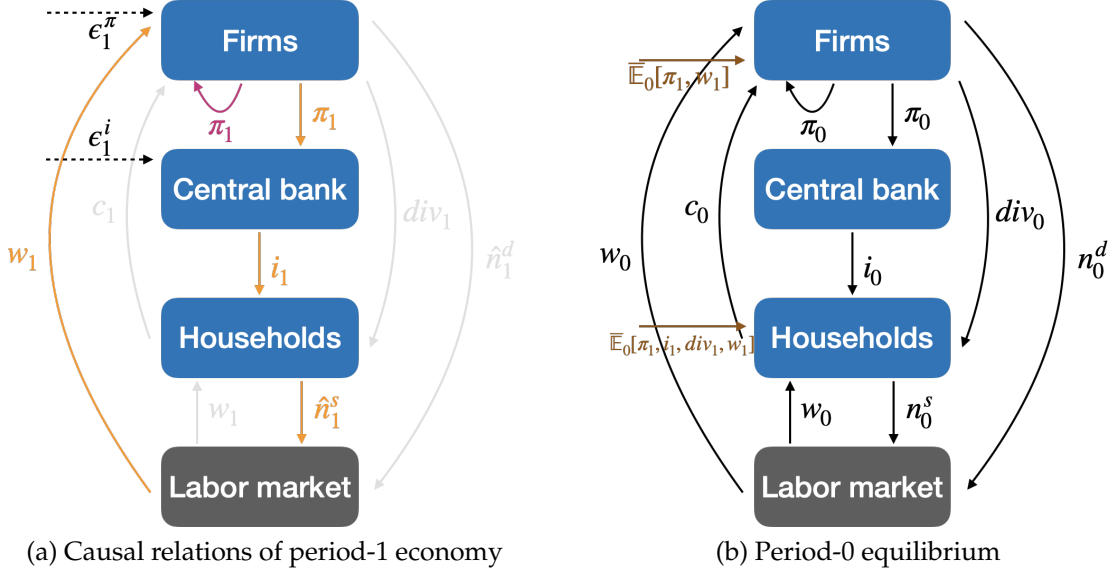 ϵ₁^π
Firms
π₁
π₁
ϵ₁^i
Central bank
c₁
div₁
w₁
i₁
n̂₁^d
Households
w₁
n̂₁^s
Labor market
(a) Causal relations of period-1 economy
Firms
𝔼̅₀[π₁, w₁]
π₀
π₀
Central bank
c₀
div₀
w₀
i₀
n₀^d
Households
𝔼̅₀[π₁, i₁, div₁, w₁]
w₀
n₀^s
Labor market
(b) Period-0 equilibrium